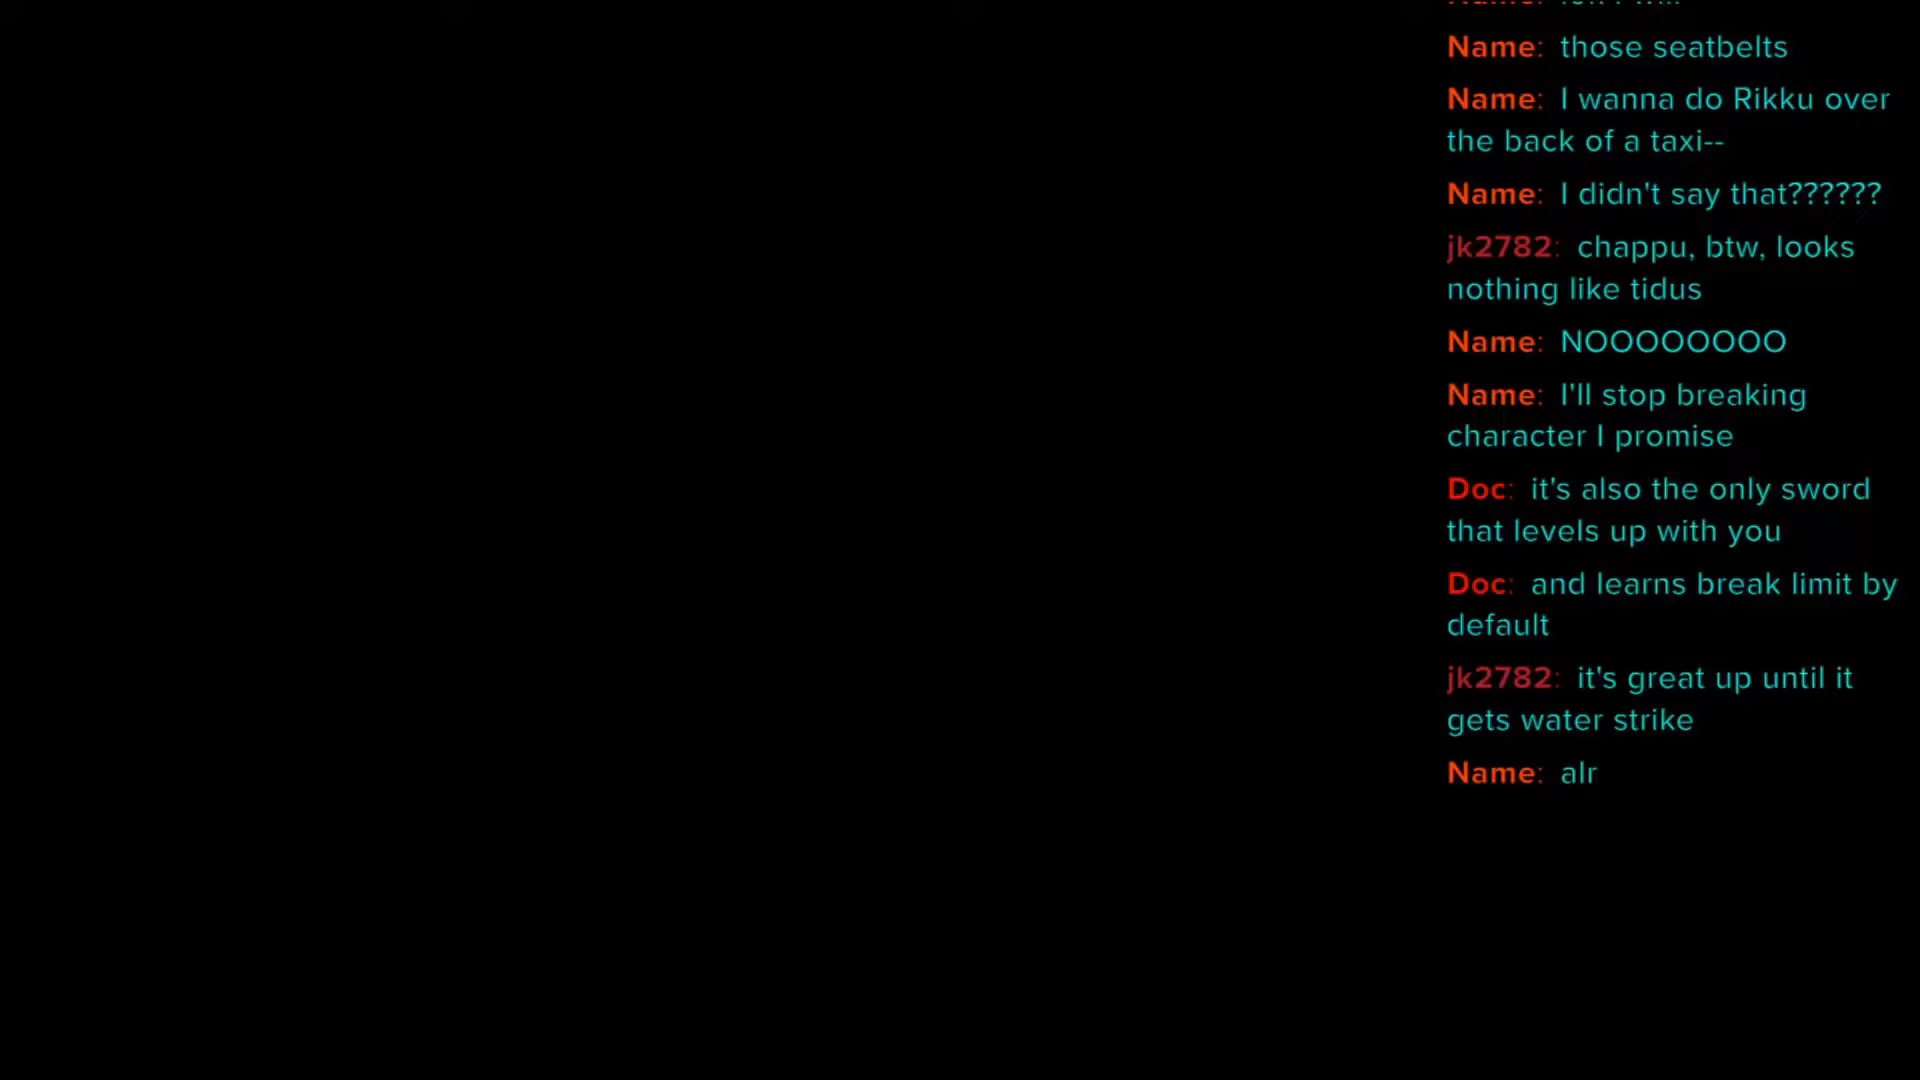 Name: those seatbelts
Name: I wanna do Rikku over
the back of a taxi--
Name: I didn't say that??????
jk2782: chappu, btw, looks
nothing like tidus
Name: NOOOOOOOO
Name: I'll stop breaking
character I promise
Doc: it's also the only sword
that levels up with you
Doc: and learns break limit by
default
jk2782: it's great up until it
gets water strike
Name: alr